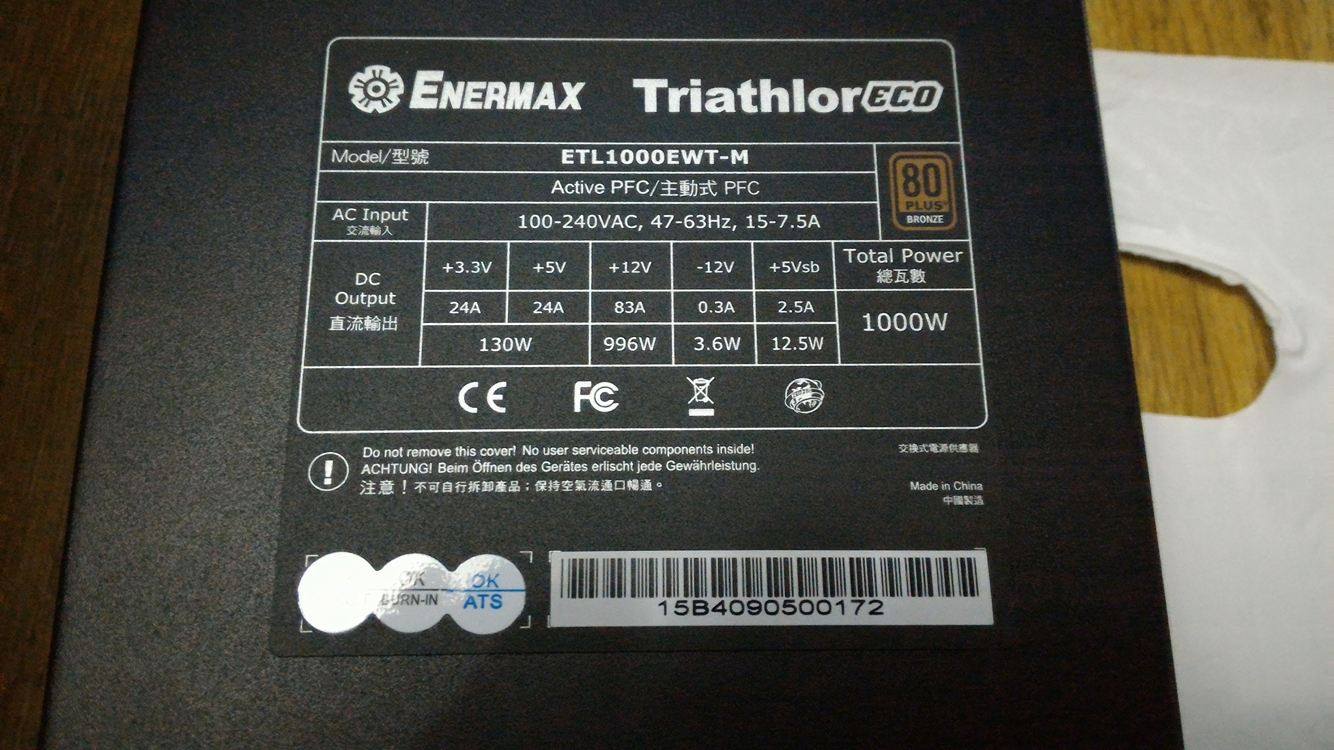 ENERMAX TriathlorECO
Model/型號 ETL1000EWT-M
Active PFC/主動式 PFC
80
PLUS®
BRONZE
AC Input 100-240VAC, 47-63Hz, 15-7.5A
交流輸入
DC
Output
直流輸出
+3.3V +5V +12V -12V +5Vsb Total Power
總瓦數
24A 24A 83A 0.3A 2.5A 1000W
130W 996W 3.6W 12.5W
CE FC
Do not remove this cover! No user serviceable components inside!
ACHTUNG! Beim Öffnen des Gerätes erlischt jede Gewährleistung.
注意！不可自行拆卸產品；保持空氣流通口暢通。
交換式電源供應器
Made in China
中國製造
OK
BURN-IN
OK
ATS
15B4090500172